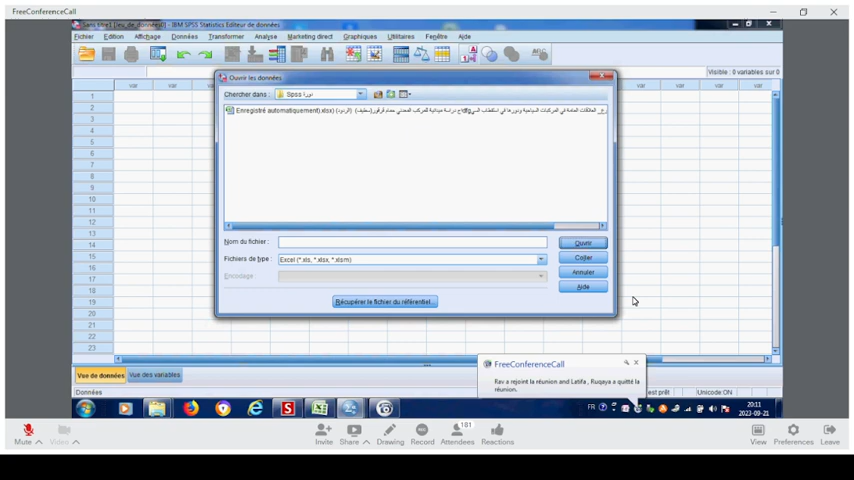 FreeConferenceCall
Sans titre1 [Jeu_de_données0] - IBM SPSS Statistics Editeur de données
Fichier Edition Affichage Données Transformer Analyse Marketing direct Graphiques Utilitaires Fenêtre Aide
Visible : 0 variables sur 0
var var var var var var var
1
2
3
4
5
6
7
8
9
10
11
12
13
14
15
16
17
18
19
20
21
22
23
Ouvrir les données
Chercher dans : دورة Spss
Enregistré automatiquement).xlsx) (الردود)
Nom du fichier :
Ouvrir
Fichiers de type : Excel (*.xls, *.xlsx, *.xlsm)
Coller
Encodage :
Annuler
Aide
Récupérer le fichier du référentiel...
FreeConferenceCall
Rav a rejoint la réunion and Latifa , Ruqaya a quitté la
réunion.
Vue de données Vue des variables
Données
est prêt Unicode:ON
FR
20:11
2023-09-21
Mute Video Invite Share Drawing Record 181 Attendees Reactions View Preferences Leave